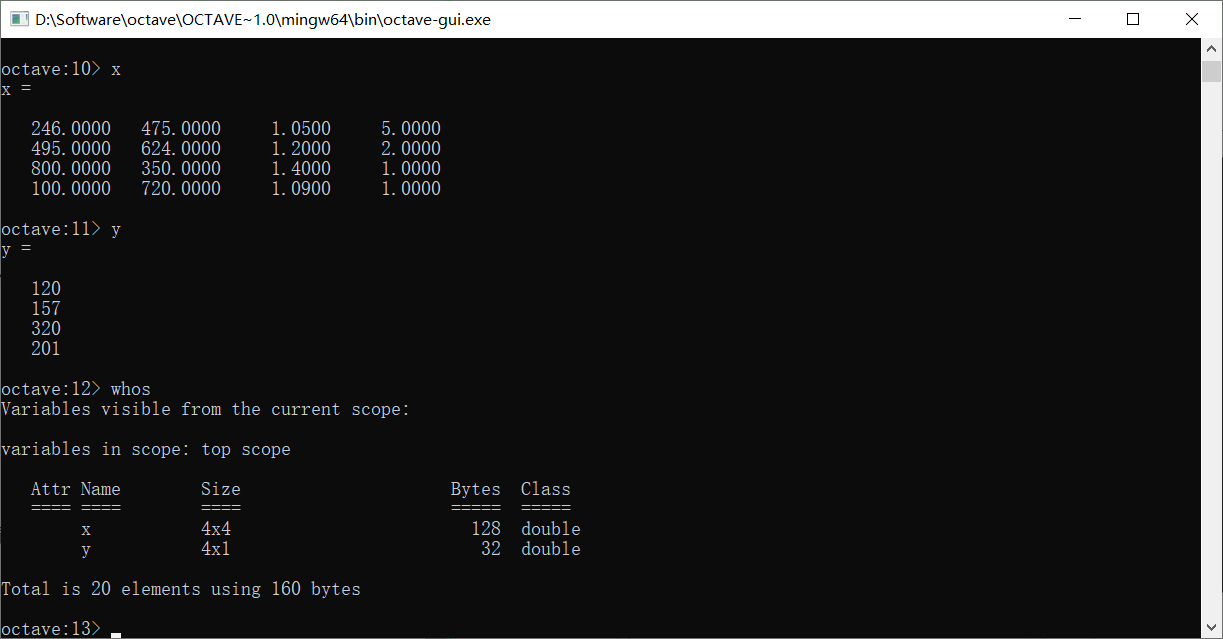 D:\Software\octave\OCTAVE~1.0\mingw64\bin\octave-gui.exe
octave:10> x
x =
246.0000 475.0000 1.0500 5.0000
495.0000 624.0000 1.2000 2.0000
800.0000 350.0000 1.4000 1.0000
100.0000 720.0000 1.0900 1.0000
octave:11> y
y =
120
157
320
201
octave:12> whos
Variables visible from the current scope:
variables in scope: top scope
Attr Name Size Bytes Class
==== ==== ==== ===== =====
x 4x4 128 double
y 4x1 32 double
Total is 20 elements using 160 bytes
octave:13>